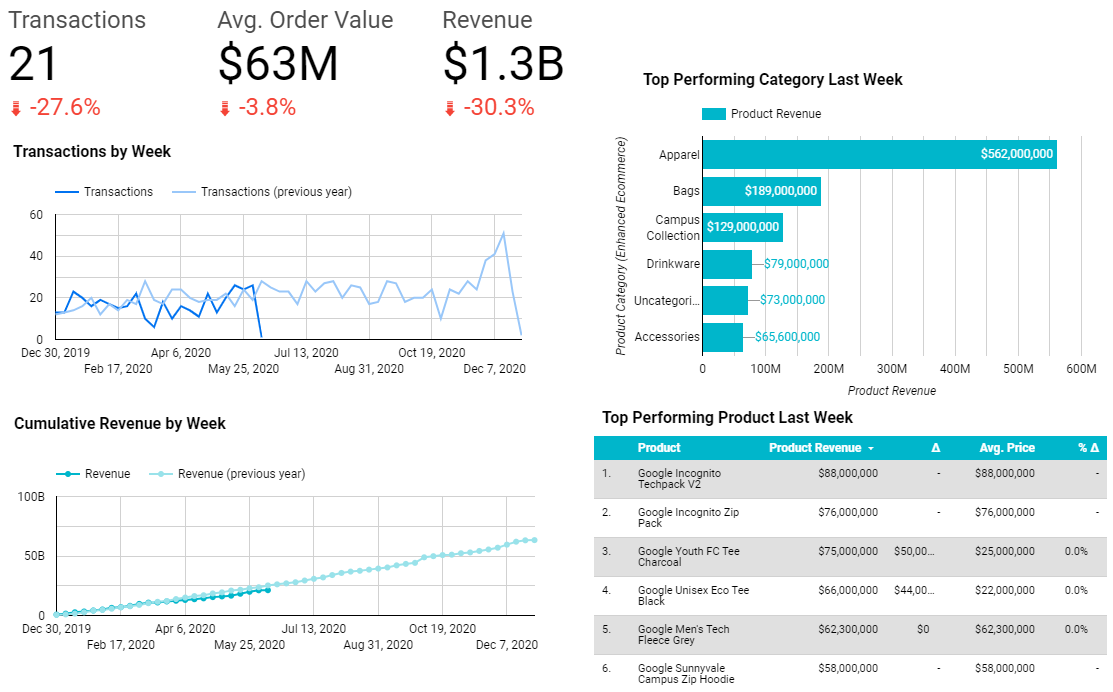 Transactions
21
-27.6%
Avg. Order Value
$63M
-3.8%
Revenue
$1.3B
-30.3%
Transactions by Week
Transactions
Transactions (previous year)
60
40
20
0
Dec 30, 2019
Feb 17, 2020
Apr 6, 2020
May 25, 2020
Jul 13, 2020
Aug 31, 2020
Oct 19, 2020
Dec 7, 2020
Cumulative Revenue by Week
Revenue
Revenue (previous year)
100B
50B
0
Dec 30, 2019
Feb 17, 2020
Apr 6, 2020
May 25, 2020
Jul 13, 2020
Aug 31, 2020
Oct 19, 2020
Dec 7, 2020
Top Performing Category Last Week
Product Revenue
Product Category (Enhanced Ecommerce)
Apparel $562,000,000
Bags $189,000,000
Campus
Collection $129,000,000
Drinkware $79,000,000
Uncategori... $73,000,000
Accessories $65,600,000
0 100M 200M 300M 400M 500M 600M
Product Revenue
Top Performing Product Last Week
Product Product Revenue Δ Avg. Price % Δ
1. Google Incognito $88,000,000 - $88,000,000 -
Techpack V2
2. Google Incognito Zip $76,000,000 - $76,000,000 -
Pack
3. Google Youth FC Tee $75,000,000 $50,00... $25,000,000 0.0%
Charcoal
4. Google Unisex Eco Tee $66,000,000 $44,00... $22,000,000 0.0%
Black
5. Google Men's Tech $62,300,000 $0 $62,300,000 0.0%
Fleece Grey
6. Google Sunnyvale $58,000,000 - $58,000,000 -
Campus Zip Hoodie